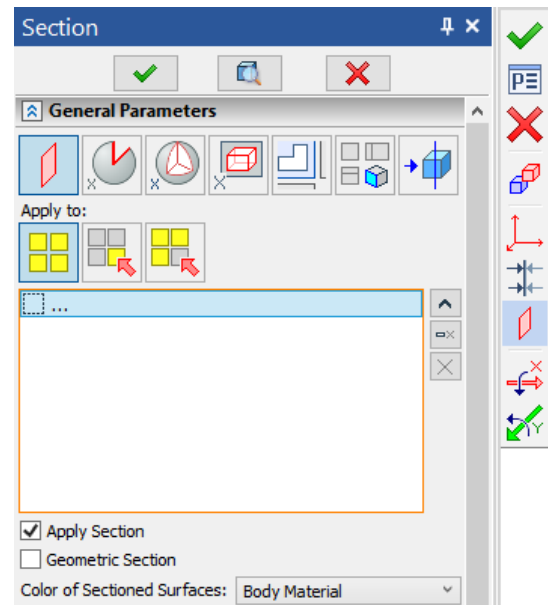 Section
General Parameters
x
x
x
Apply to:
...
Apply Section
Geometric Section
Color of Sectioned Surfaces: Body Material
P
X
Y